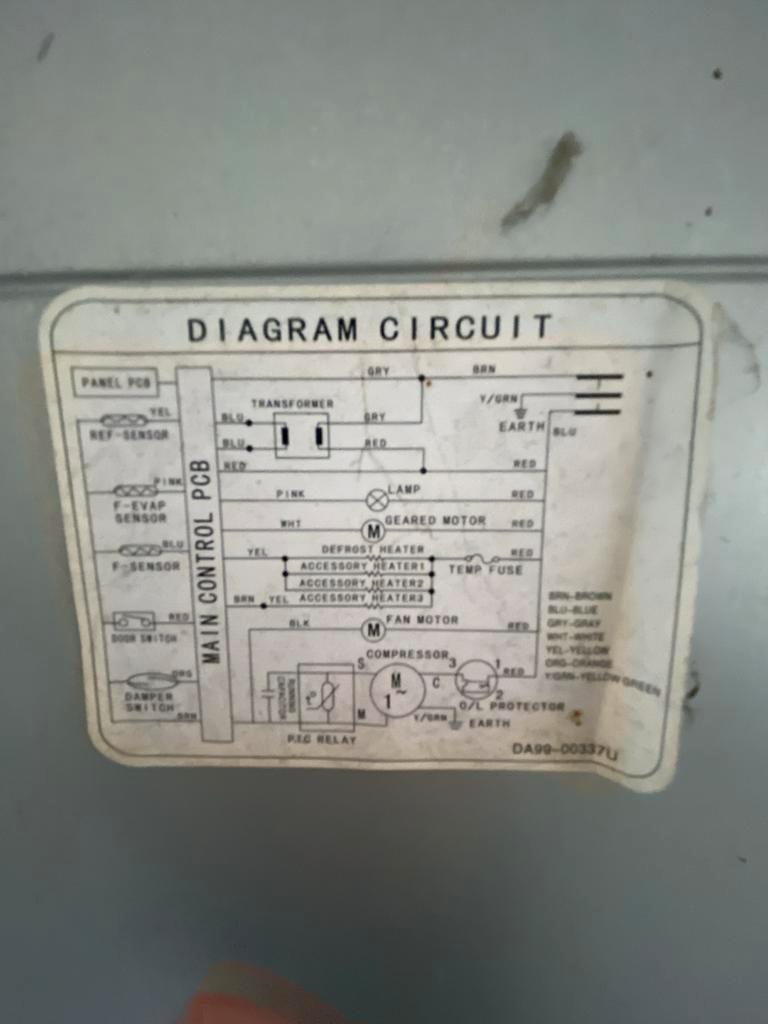 DIAGRAM CIRCUIT
PANEL PCB
GRY
BRN
YEL
REF-SENSOR
BLU
TRANSFORMER
GRY
Y/GRN
EARTH
BLU
BLU
RED
RED
RED
PINK
F-EVAP
SENSOR
PINK
LAMP
RED
WHT
M
GEARED MOTOR
RED
BLU
F-SENSOR
YEL
DEFROST HEATER
RED
ACCESSORY HEATER1
TEMP FUSE
ACCESSORY HEATER2
BRN
YEL
ACCESSORY HEATER3
MAIN CONTROL PCB
RED
DOOR SWITCH
BLK
M
FAN MOTOR
RED
BRN-BROWN
BLU-BLUE
GRY-GRAY
WHT-WHITE
YEL-YELLOW
ORG-ORANGE
Y/GRN-YELLOW GREEN
ORG
DAMPER
SWITCH
BRN
RUNNING
CAPACITOR
P.T.C RELAY
COMPRESSOR
S
M
1~
C
3
1
RED
2
O/L PROTECTOR
M
Y/GRN
EARTH
DA99-00337U